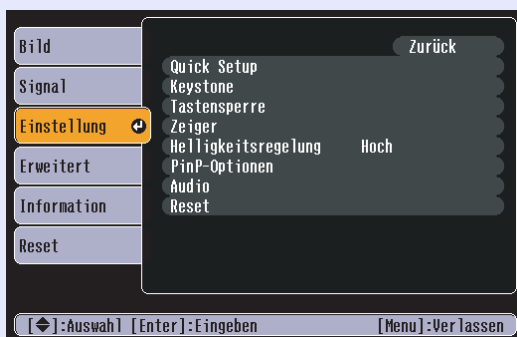 Bild
Signal
Einstellung
Erweitert
Information
Reset
Zurück
Quick Setup
Keystone
Tastensperre
Zeiger
Helligkeitsregelung Hoch
PinP-Optionen
Audio
Reset
[◆]:Auswahl [Enter]:Eingeben [Menu]:Verlassen